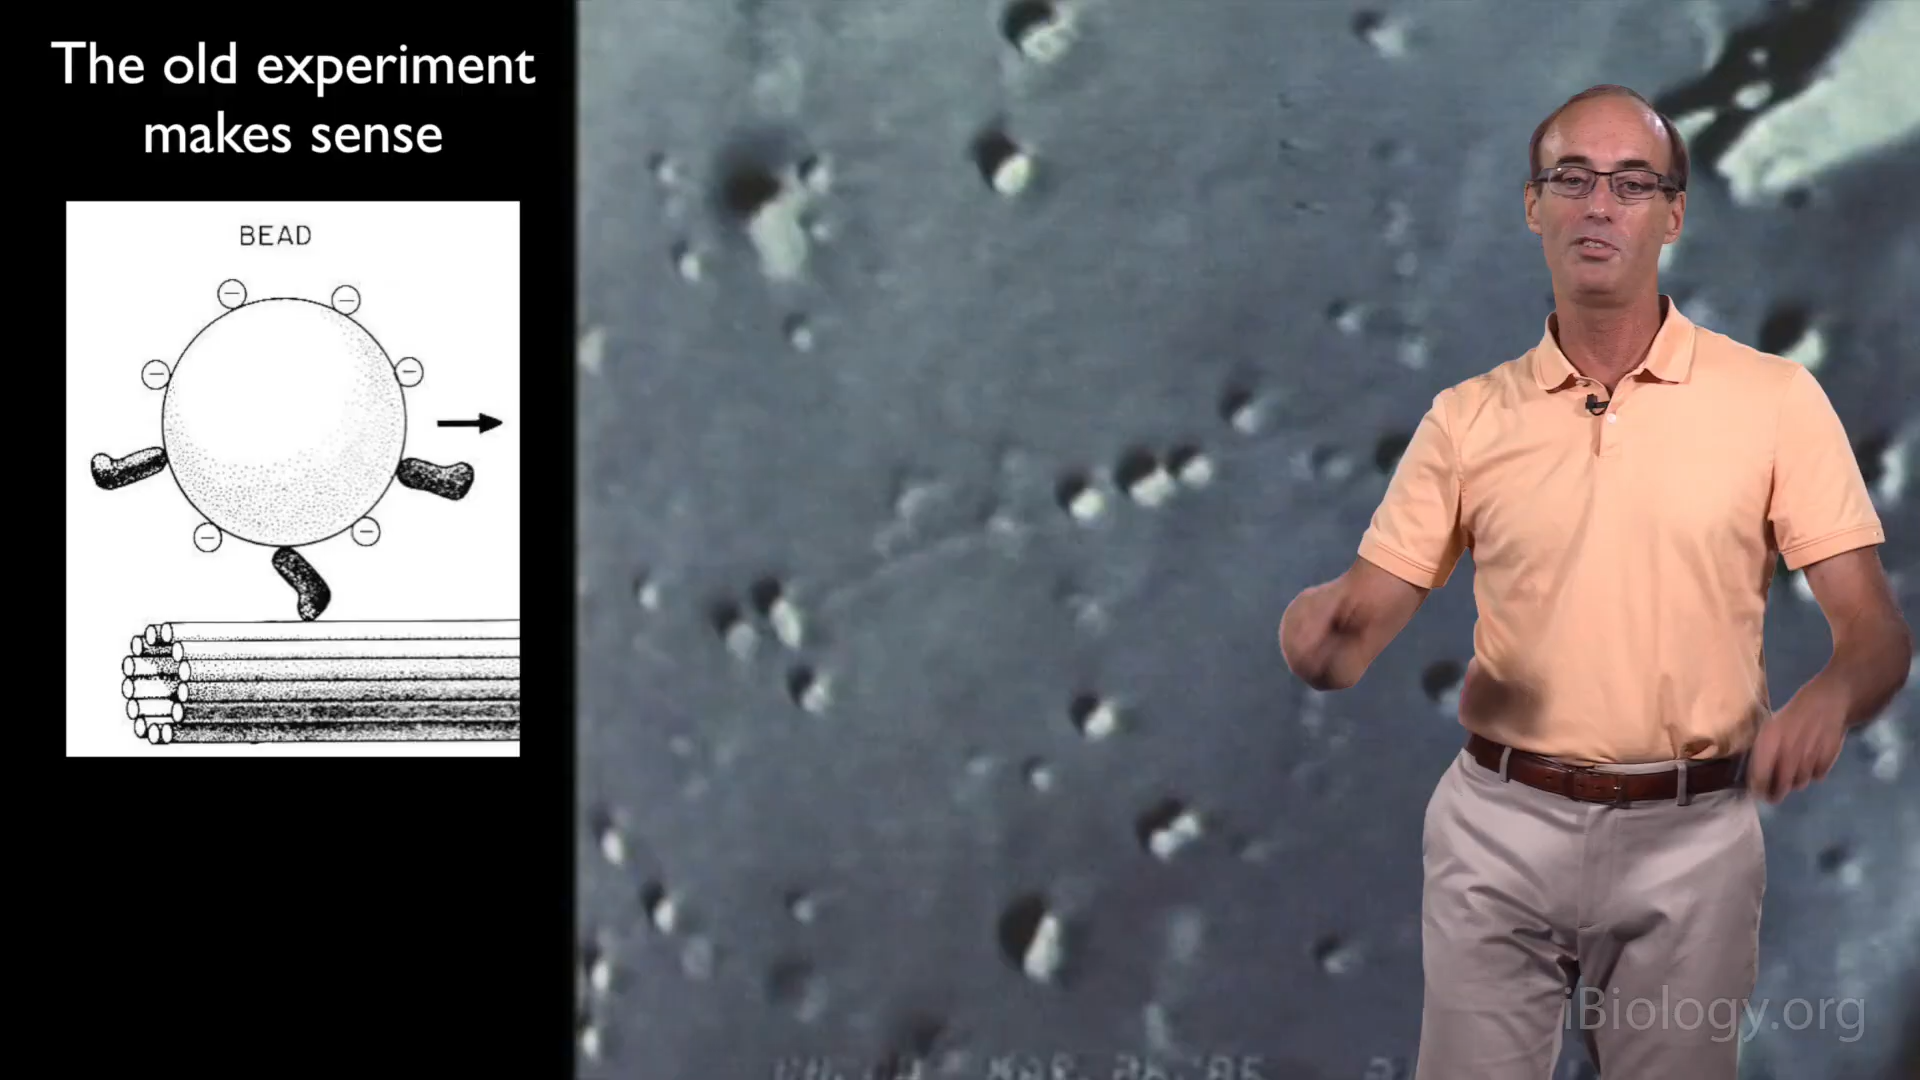 The old experiment
makes sense
BEAD
iBiology.org